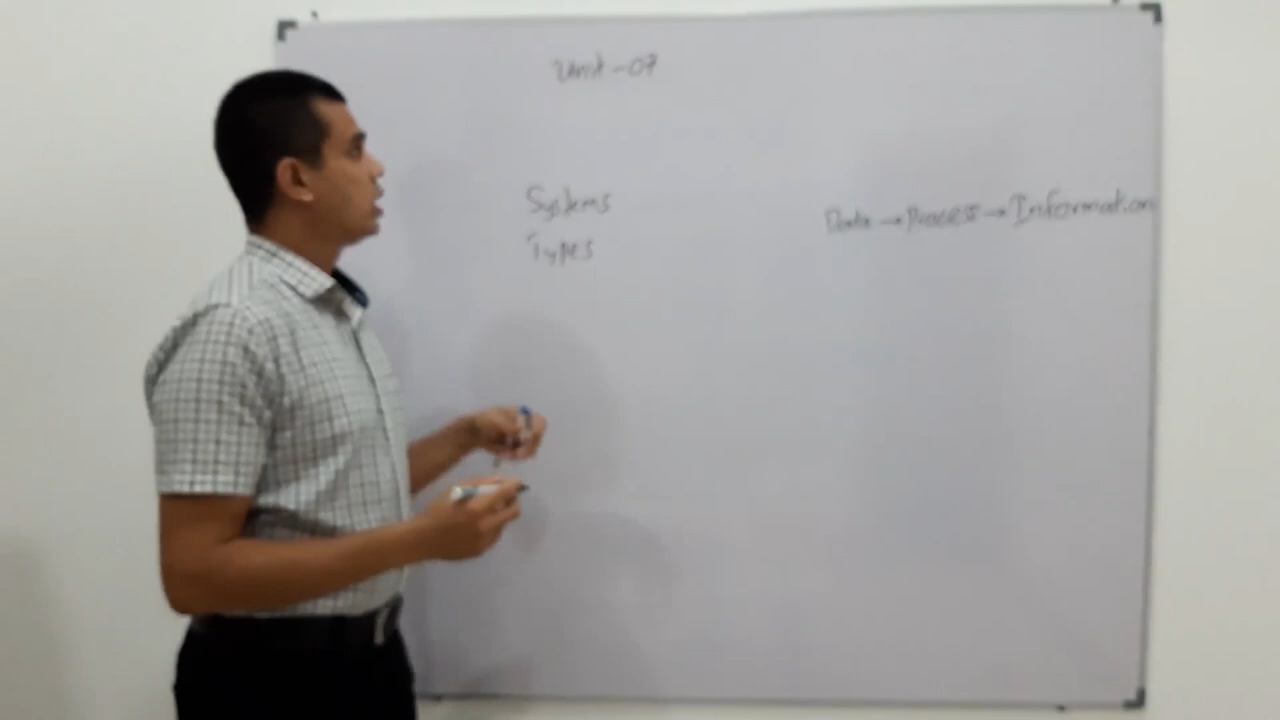 Unit - 07
Systems
Types
Data → Process → Information